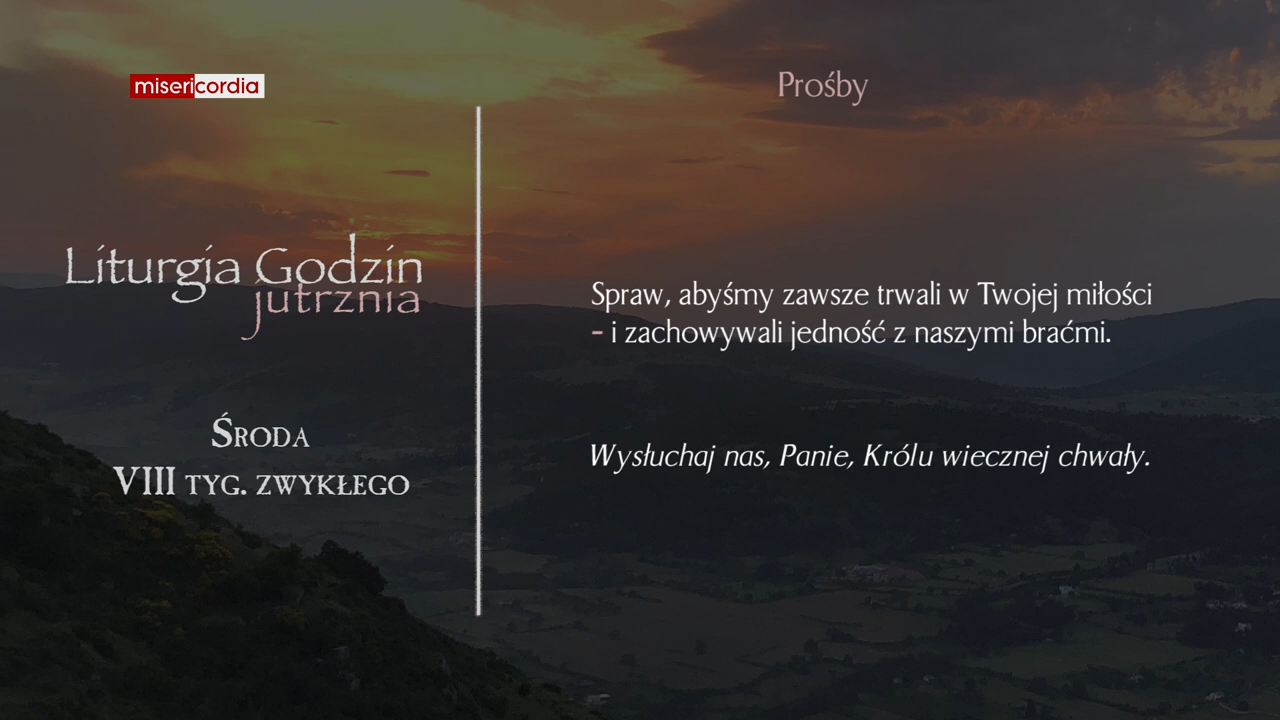 misericordia
Prośby
Liturgia Godzin
jutrznia
Środa
VIII tyg. zwykłego
Spraw, abyśmy zawsze trwali w Twojej miłości
- i zachowywali jedność z naszymi braćmi.
Wysłuchaj nas, Panie, Królu wiecznej chwały.